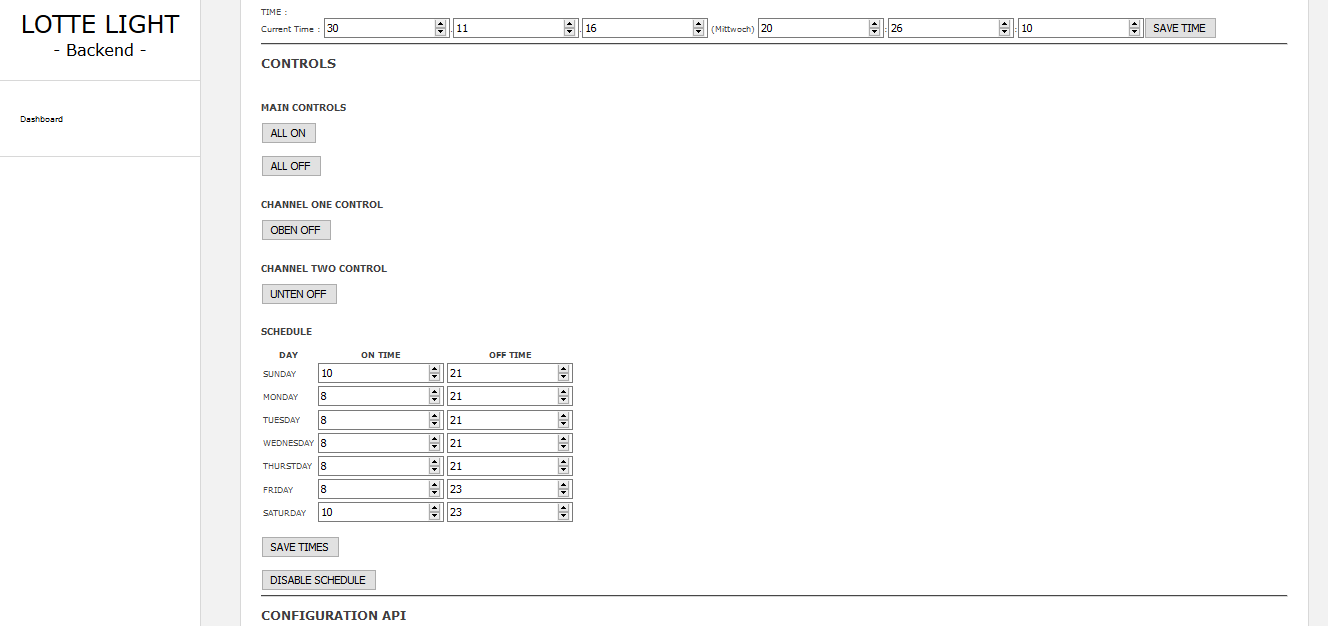 LOTTE LIGHT
- Backend -
Dashboard
TIME :
Current Time : 30 . 11 . 16 (Mittwoch) 20 : 26 : 10 SAVE TIME
CONTROLS
MAIN CONTROLS
ALL ON
ALL OFF
CHANNEL ONE CONTROL
OBEN OFF
CHANNEL TWO CONTROL
UNTEN OFF
SCHEDULE
DAY ON TIME OFF TIME
SUNDAY 10 21
MONDAY 8 21
TUESDAY 8 21
WEDNESDAY 8 21
THURSTDAY 8 21
FRIDAY 8 23
SATURDAY 10 23
SAVE TIMES
DISABLE SCHEDULE
CONFIGURATION API